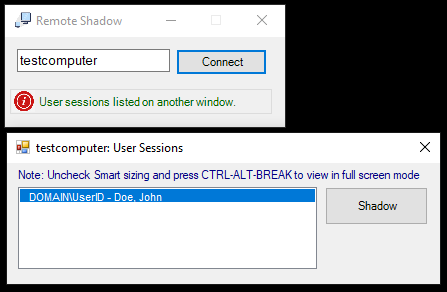 Remote Shadow
testcomputer
Connect
User sessions listed on another window.
testcomputer: User Sessions
Note: Uncheck Smart sizing and press CTRL-ALT-BREAK to view in full screen mode
DOMAIN\UserID - Doe, John
Shadow